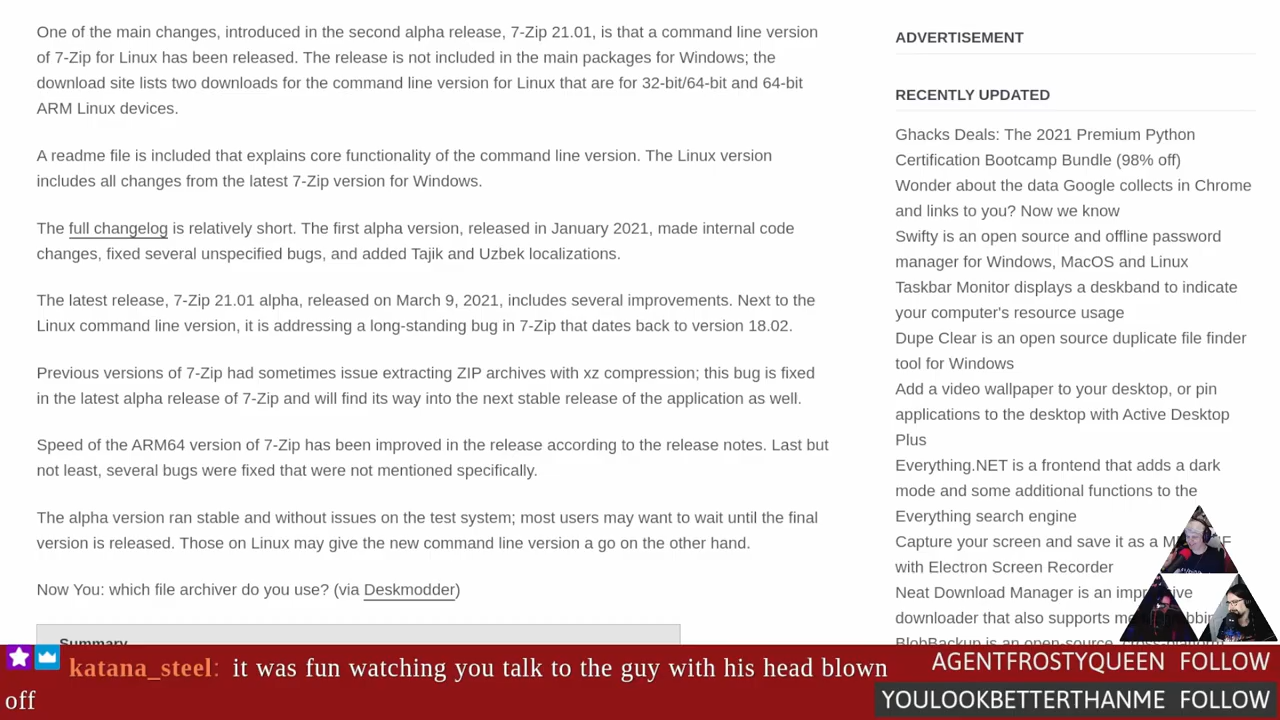 One of the main changes, introduced in the second alpha release, 7-Zip 21.01, is that a command line version
of 7-Zip for Linux has been released. The release is not included in the main packages for Windows; the
download site lists two downloads for the command line version for Linux that are for 32-bit/64-bit and 64-bit
ARM Linux devices.
A readme file is included that explains core functionality of the command line version. The Linux version
includes all changes from the latest 7-Zip version for Windows.
The full changelog is relatively short. The first alpha version, released in January 2021, made internal code
changes, fixed several unspecified bugs, and added Tajik and Uzbek localizations.
The latest release, 7-Zip 21.01 alpha, released on March 9, 2021, includes several improvements. Next to the
Linux command line version, it is addressing a long-standing bug in 7-Zip that dates back to version 18.02.
Previous versions of 7-Zip had sometimes issue extracting ZIP archives with xz compression; this bug is fixed
in the latest alpha release of 7-Zip and will find its way into the next stable release of the application as well.
Speed of the ARM64 version of 7-Zip has been improved in the release according to the release notes. Last but
not least, several bugs were fixed that were not mentioned specifically.
The alpha version ran stable and without issues on the test system; most users may want to wait until the final
version is released. Those on Linux may give the new command line version a go on the other hand.
Now You: which file archiver do you use? (via Deskmodder)
Summary
ADVERTISEMENT
RECENTLY UPDATED
Ghacks Deals: The 2021 Premium Python
Certification Bootcamp Bundle (98% off)
Wonder about the data Google collects in Chrome
and links to you? Now we know
Swifty is an open source and offline password
manager for Windows, MacOS and Linux
Taskbar Monitor displays a deskband to indicate
your computer's resource usage
Dupe Clear is an open source duplicate file finder
tool for Windows
Add a video wallpaper to your desktop, or pin
applications to the desktop with Active Desktop
Plus
Everything.NET is a frontend that adds a dark
mode and some additional functions to the
Everything search engine
Capture your screen and save it as a
with Electron Screen Recorder
Neat Download Manager is an
downloader that also supports
BlobBackup is an open-source, cross-platform
katana_steel: it was fun watching you talk to the guy with his head blown
off
AGENTFROSTYQUEEN FOLLOW
YOULOOKBETTERTHANME FOLLOW